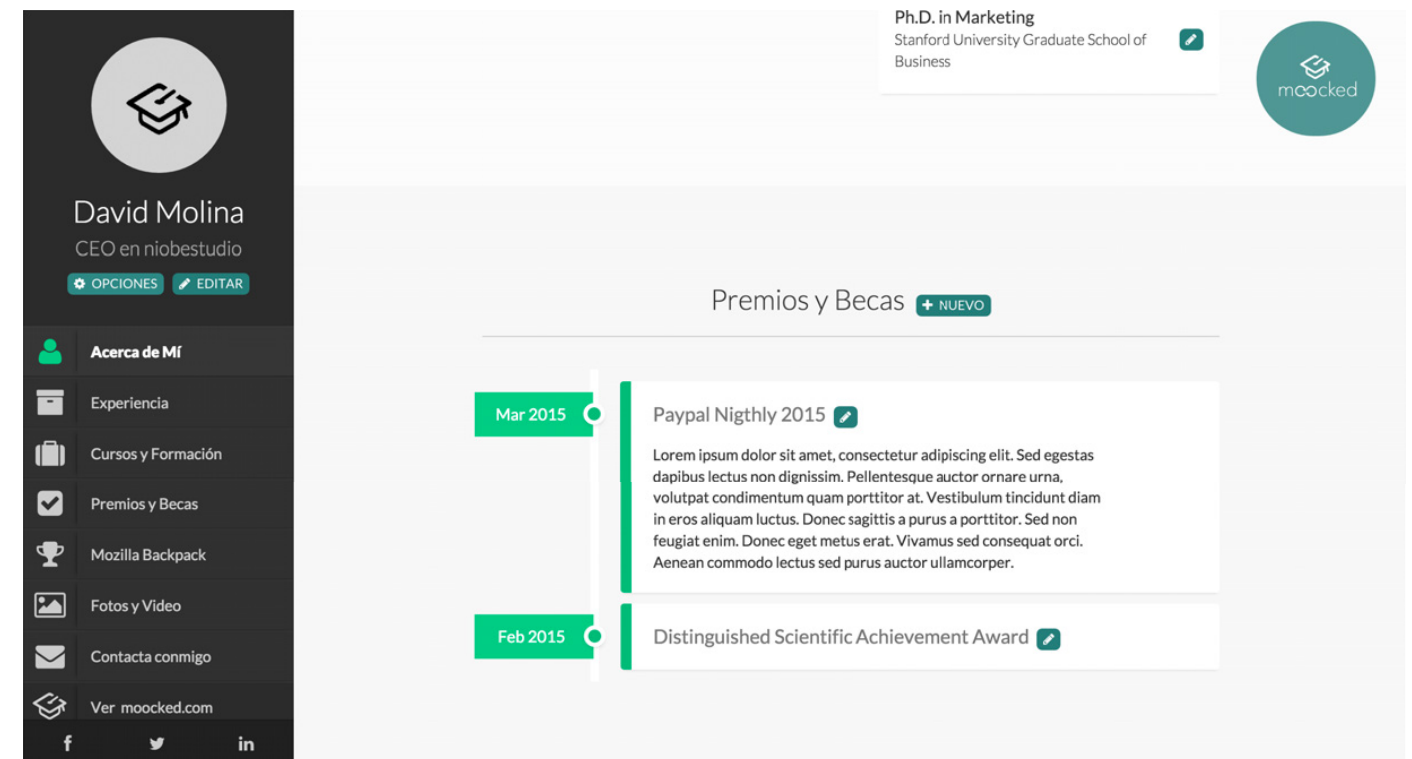 David Molina
CEO en niobestudio
OPCIONES
EDITAR
Acerca de Mí
Experiencia
Cursos y Formación
Premios y Becas
Mozilla Backpack
Fotos y Video
Contacta conmigo
Ver moocked.com
f
in
Ph.D. in Marketing
Stanford University Graduate School of
Business
moocked
Premios y Becas + NUEVO
Mar 2015
Paypal Nigthly 2015
Lorem ipsum dolor sit amet, consectetur adipiscing elit. Sed egestas
dapibus lectus non dignissim. Pellentesque auctor ornare urna,
volutpat condimentum quam porttitor at. Vestibulum tincidunt diam
in eros aliquam luctus. Donec sagittis a purus a porttitor. Sed non
feugiat enim. Donec eget metus erat. Vivamus sed consequat orci.
Aenean commodo lectus sed purus auctor ullamcorper.
Feb 2015
Distinguished Scientific Achievement Award